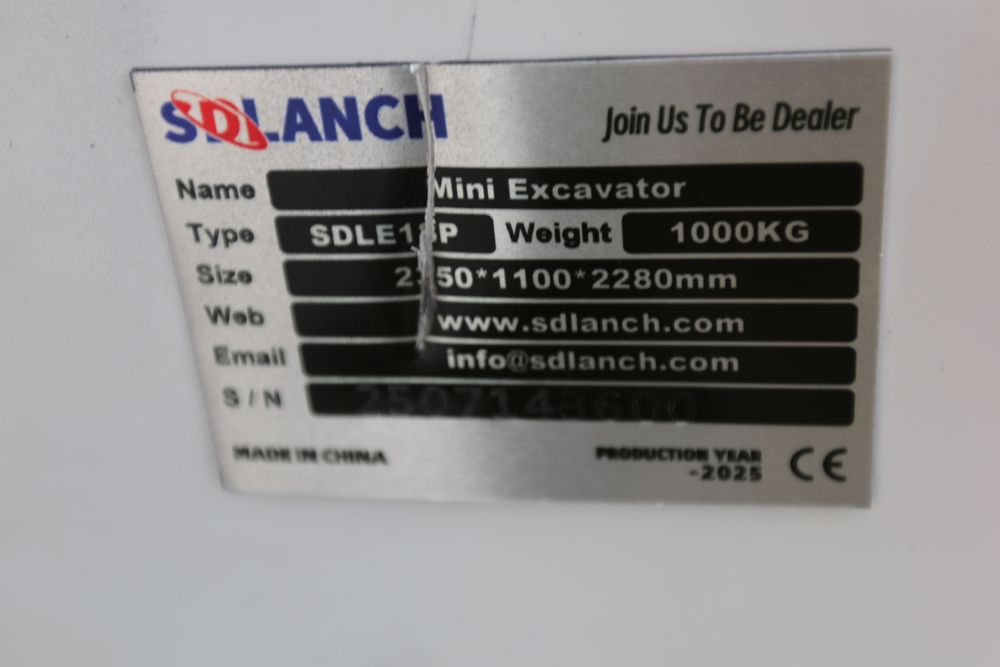 SDLANCH Join Us To Be Dealer
Name Mini Excavator
Type Weight 1000KG
Size
Web www.sdlanch.com
Email info@sdlanch.com
S/N
MADE IN CHINA PRODUCTION YEAR
-2025 CE